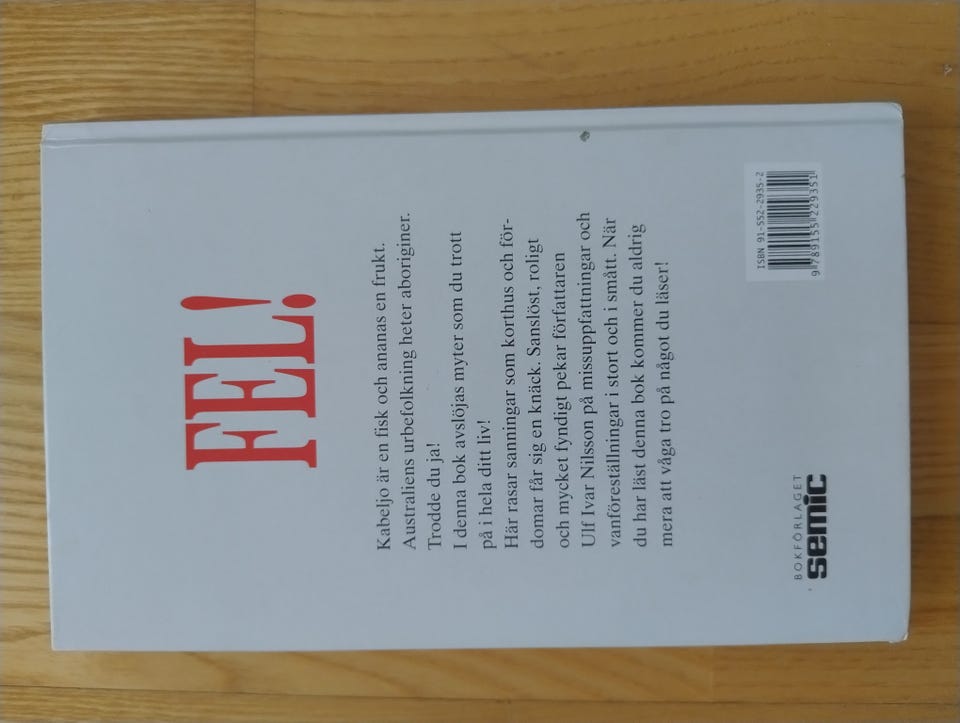 FEL!
Kabeljo är en fisk och ananas en frukt.
Australiens urbefolkning heter aboriginer.
Trodde du ja!
I denna bok avslöjas myter som du trott
på i hela ditt liv!
Här rasar sanningar som korthus och för-
domar får sig en knäck. Sanslöst, roligt
och mycket fyndigt pekar författaren
Ulf Ivar Nilsson på missuppfattningar och
vanföreställningar i stort och i smått. När
du har läst denna bok kommer du aldrig
mera att våga tro på något du läser!
BOKFÖRLAGET
semic
ISBN 91-552-2935-2
9 789155 229351